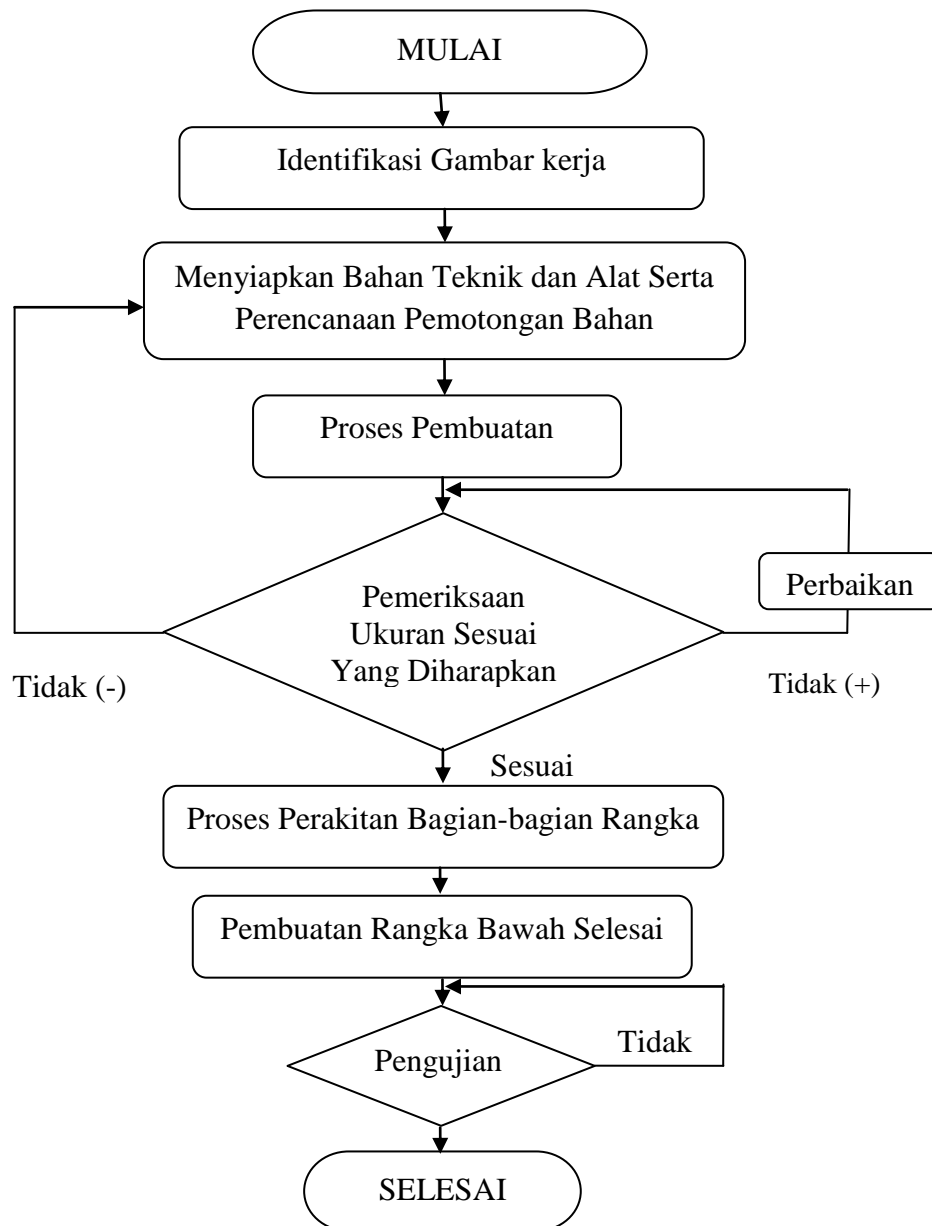 MULAI
Identifikasi Gambar kerja
Menyiapkan Bahan Teknik dan Alat Serta
Perencanaan Pemotongan Bahan
Proses Pembuatan
Perbaikan
Pemeriksaan
Ukuran Sesuai
Yang Diharapkan
Tidak (-)
Tidak (+)
Sesuai
Proses Perakitan Bagian-bagian Rangka
Pembuatan Rangka Bawah Selesai
Tidak
Pengujian
SELESAI